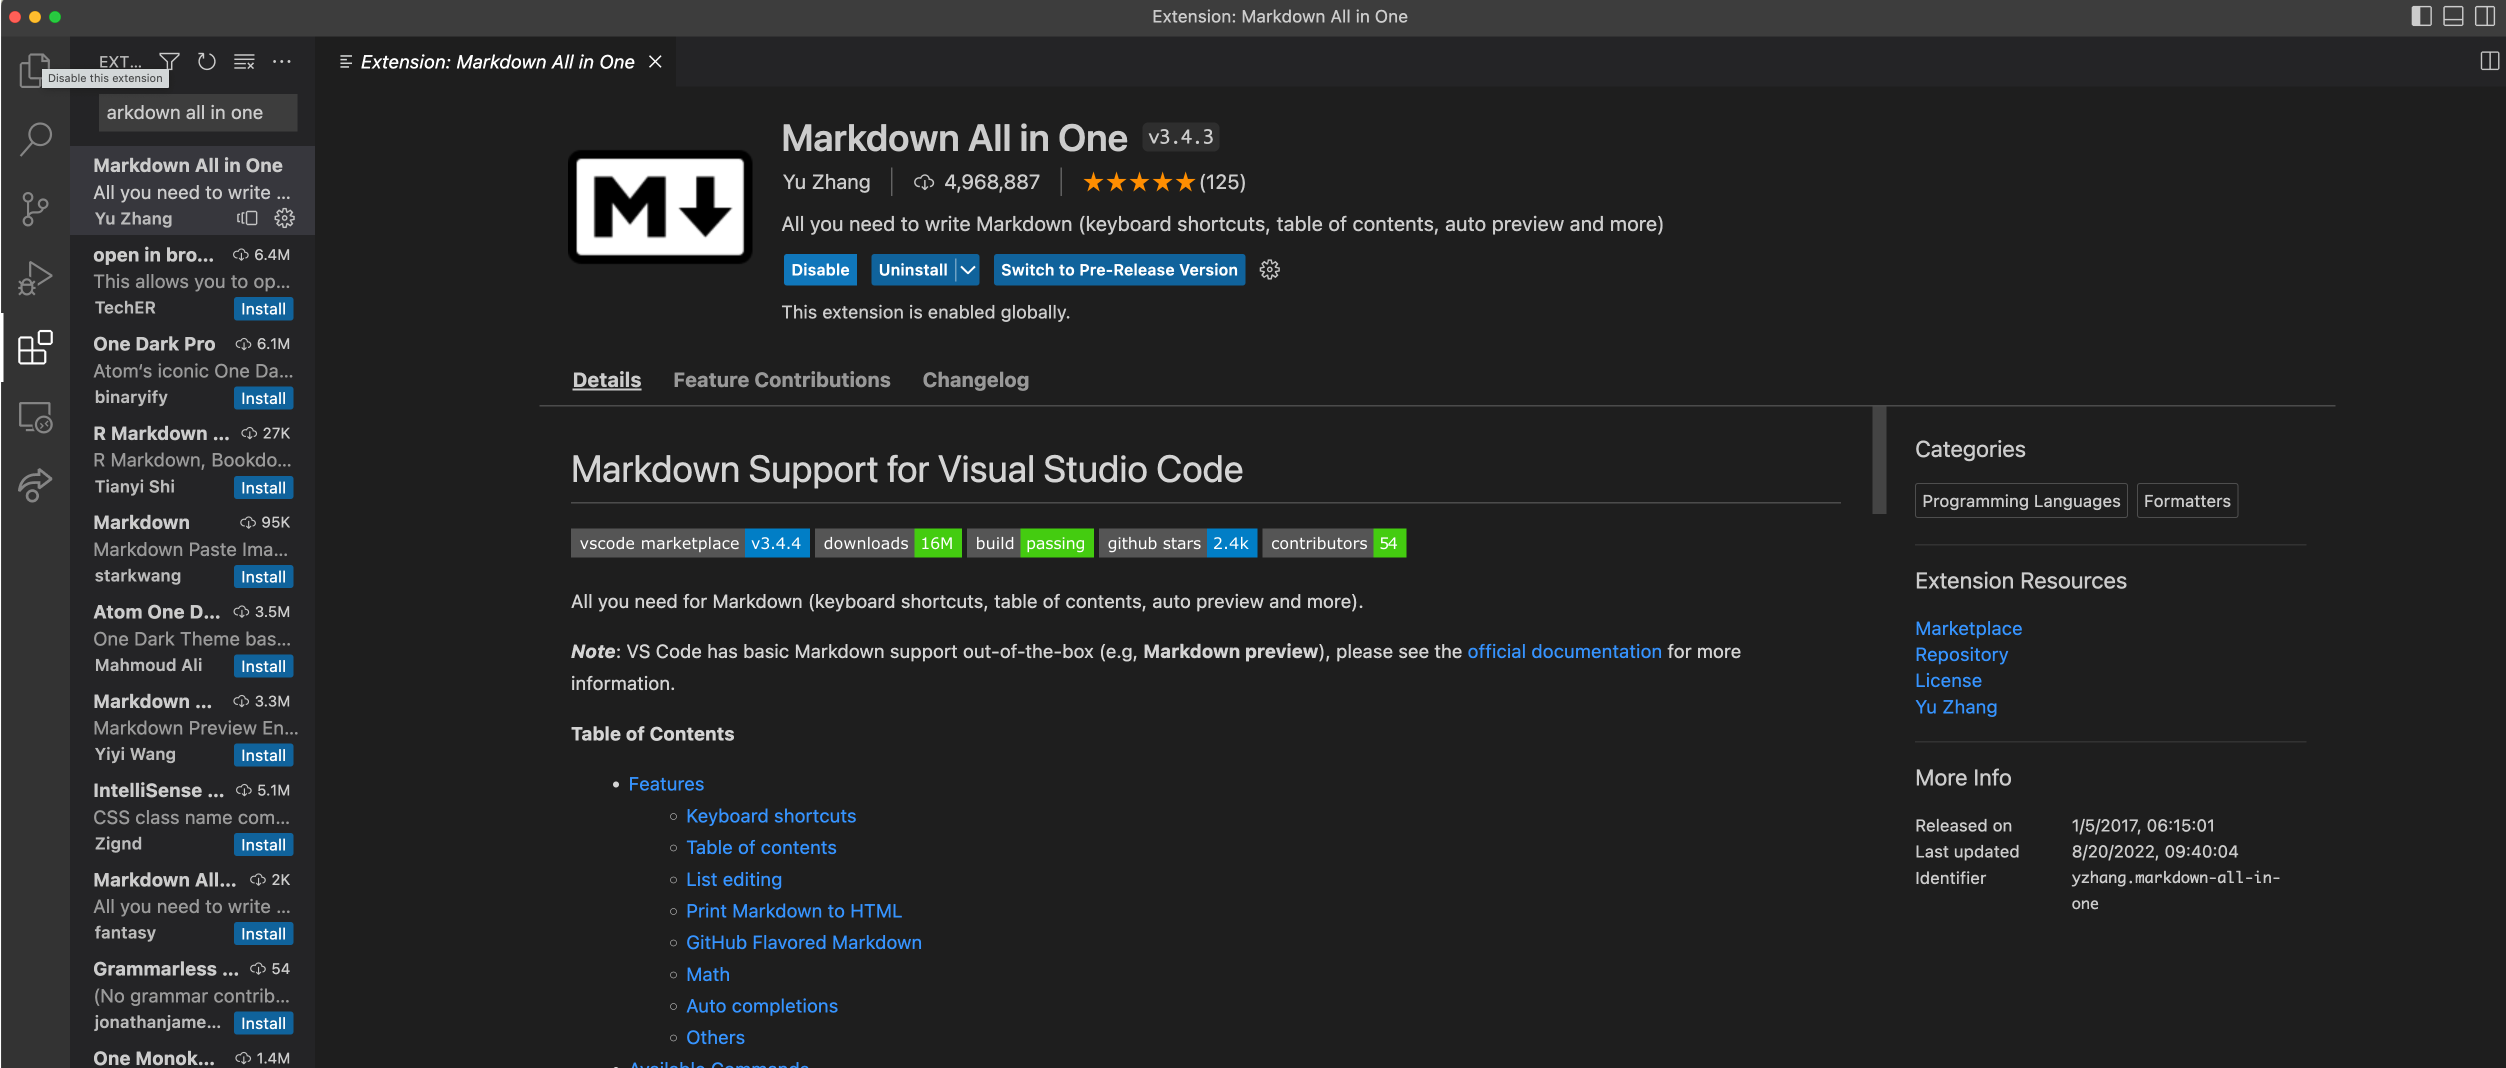 Extension: Markdown All in One
EXT...
Disable this extension
arkdown all in one
Markdown All in One
All you need to write ...
Yu Zhang
open in bro... 6.4M
This allows you to op...
TechER Install
One Dark Pro 6.1M
Atom's iconic One Da...
binaryify Install
R Markdown ... 27K
R Markdown, Bookdo...
Tianyi Shi Install
Markdown 95K
Markdown Paste Ima...
starkwang Install
Atom One D... 3.5M
One Dark Theme bas...
Mahmoud Ali Install
Markdown ... 3.3M
Markdown Preview En...
Yiyi Wang Install
IntelliSense ... 5.1M
CSS class name com...
Zignd Install
Markdown All... 2K
All you need to write ...
fantasy Install
Grammarless ... 54
(No grammar contrib...
jonathanjame... Install
One Monok... 1.4M
Extension: Markdown All in One
M
Markdown All in One v3.4.3
Yu Zhang 4,968,887 ★★★★★(125)
All you need to write Markdown (keyboard shortcuts, table of contents, auto preview and more)
Disable Uninstall Switch to Pre-Release Version
This extension is enabled globally.
Details Feature Contributions Changelog
Markdown Support for Visual Studio Code
vscode marketplace v3.4.4 downloads 16M build passing github stars 2.4k contributors 54
All you need for Markdown (keyboard shortcuts, table of contents, auto preview and more).
Note: VS Code has basic Markdown support out-of-the-box (e.g, Markdown preview), please see the official documentation for more
information.
Table of Contents
• Features
◦ Keyboard shortcuts
◦ Table of contents
◦ List editing
◦ Print Markdown to HTML
◦ GitHub Flavored Markdown
◦ Math
◦ Auto completions
◦ Others
• Available Commands
Categories
Programming Languages Formatters
Extension Resources
Marketplace
Repository
License
Yu Zhang
More Info
Released on 1/5/2017, 06:15:01
Last updated 8/20/2022, 09:40:04
Identifier yzhang.markdown-all-in-
one